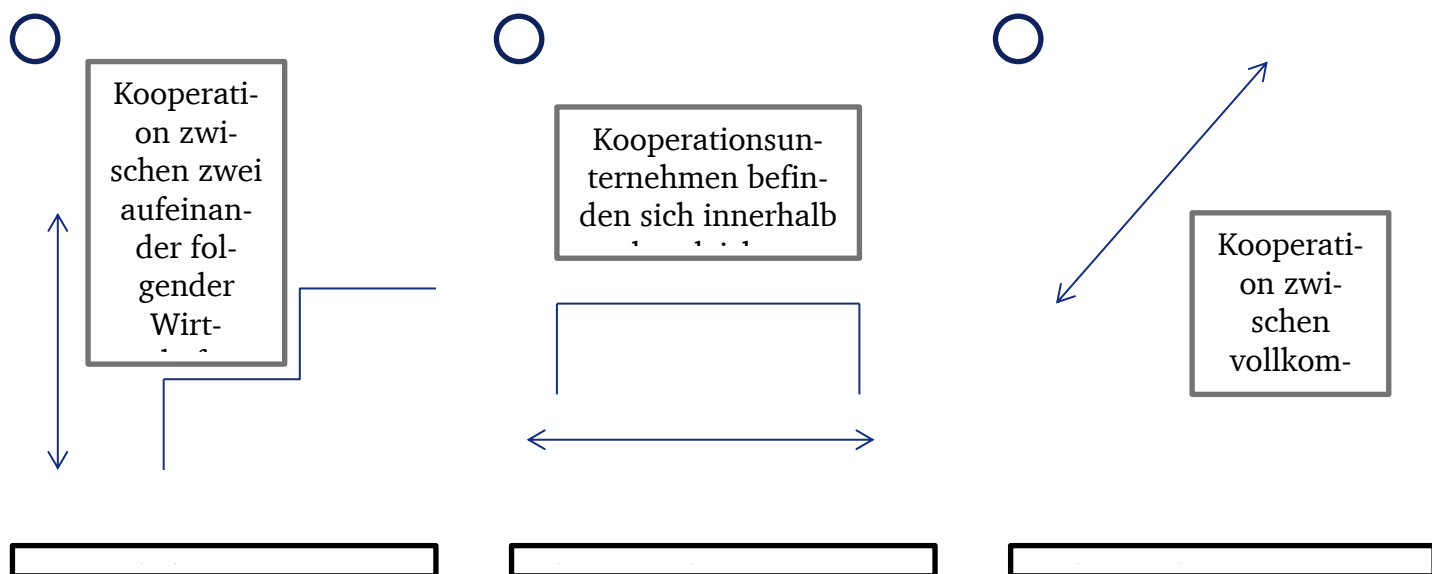 Kooperati-
on zwi-
schen zwei
aufeinan-
der fol-
gender
Wirt-
Kooperationsun-
ternehmen befin-
den sich innerhalb
Kooperati-
on zwi-
schen
vollkom-